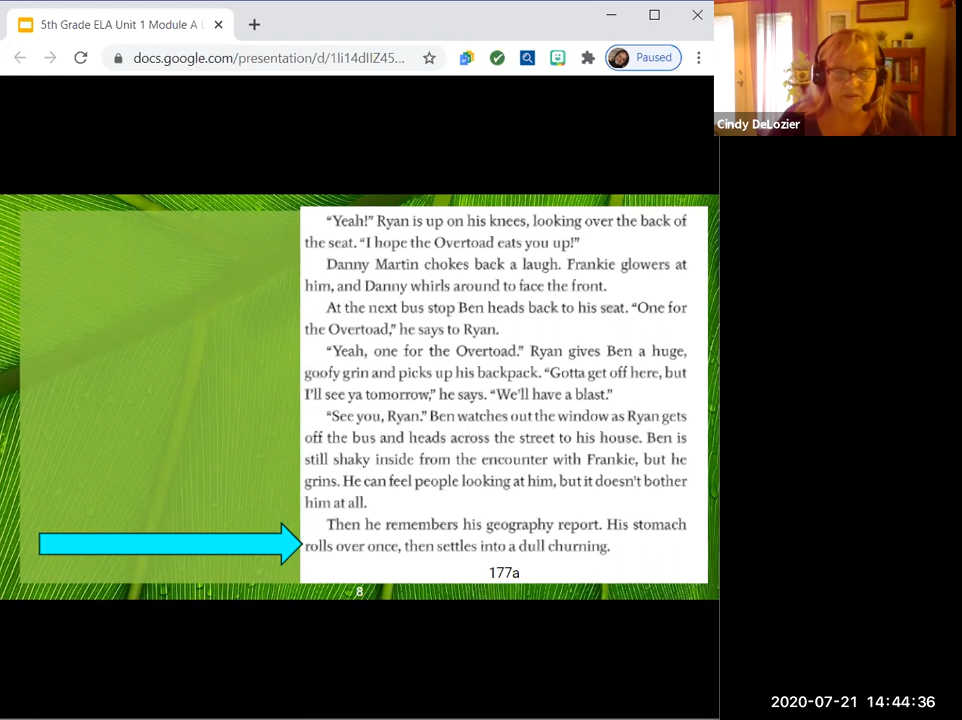 5th Grade ELA Unit 1 Module A L
docs.google.com/presentation/d/1Ii14dIIZ45...
Paused
Cindy DeLozier
“Yeah!” Ryan is up on his knees, looking over the back of
the seat. “I hope the Overtoad eats you up!”
Danny Martin chokes back a laugh. Frankie glowers at
him, and Danny whirls around to face the front.
At the next bus stop Ben heads back to his seat. “One for
the Overtoad,” he says to Ryan.
“Yeah, one for the Overtoad.” Ryan gives Ben a huge,
goofy grin and picks up his backpack. “Gotta get off here, but
I’ll see ya tomorrow,” he says. “We’ll have a blast.”
“See you, Ryan.” Ben watches out the window as Ryan gets
off the bus and heads across the street to his house. Ben is
still shaky inside from the encounter with Frankie, but he
grins. He can feel people looking at him, but it doesn’t bother
him at all.
Then he remembers his geography report. His stomach
rolls over once, then settles into a dull churning.
177a
8
2020-07-21 14:44:36